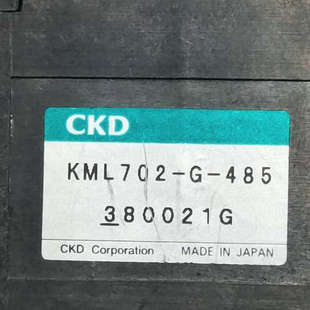 CKD
KML702-G-485
380021G
CKD Corporation MADE IN JAPAN